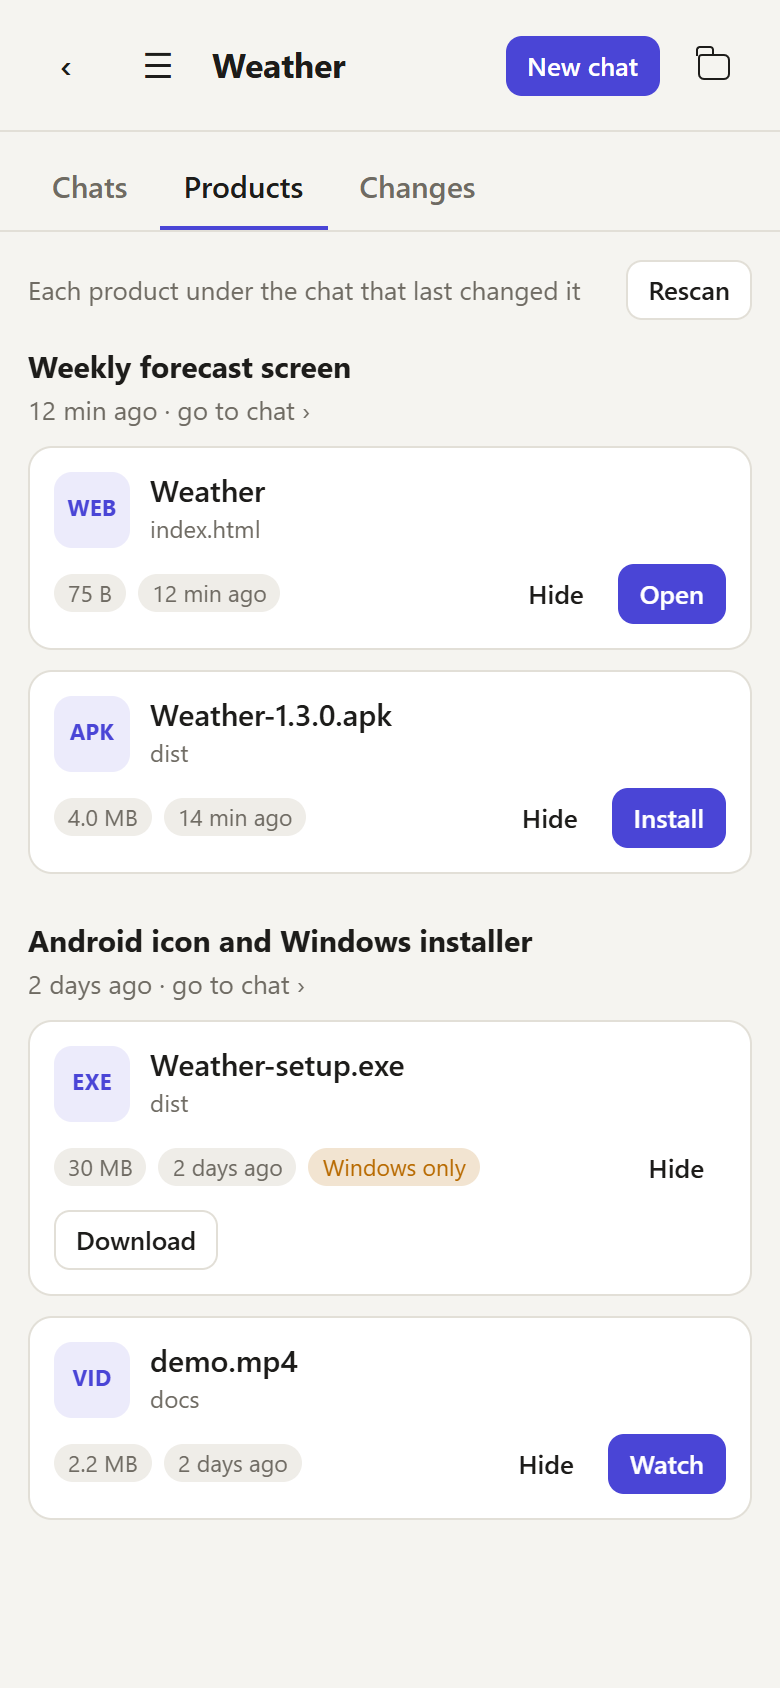 ‹ ☰ Weather New chat
Chats Products Changes
Each product under the chat that last changed it Rescan
Weekly forecast screen
12 min ago · go to chat ›
WEB Weather
index.html
75 B 12 min ago Hide Open
APK Weather-1.3.0.apk
dist
4.0 MB 14 min ago Hide Install
Android icon and Windows installer
2 days ago · go to chat ›
EXE Weather-setup.exe
dist
30 MB 2 days ago Windows only Hide
Download
VID demo.mp4
docs
2.2 MB 2 days ago Hide Watch